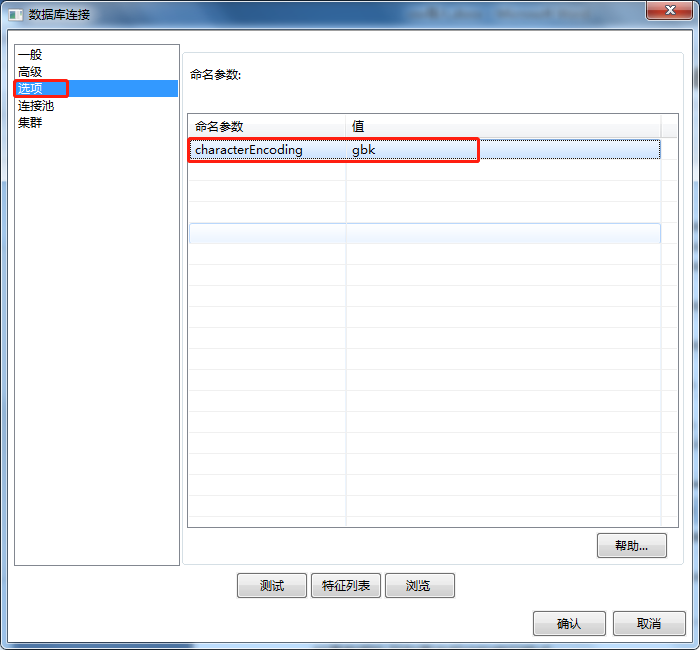 数据库连接
一般
高级
选项
连接池
集群
命名参数:
命名参数 值
characterEncoding gbk
帮助...
测试 特征列表 浏览
确认 取消